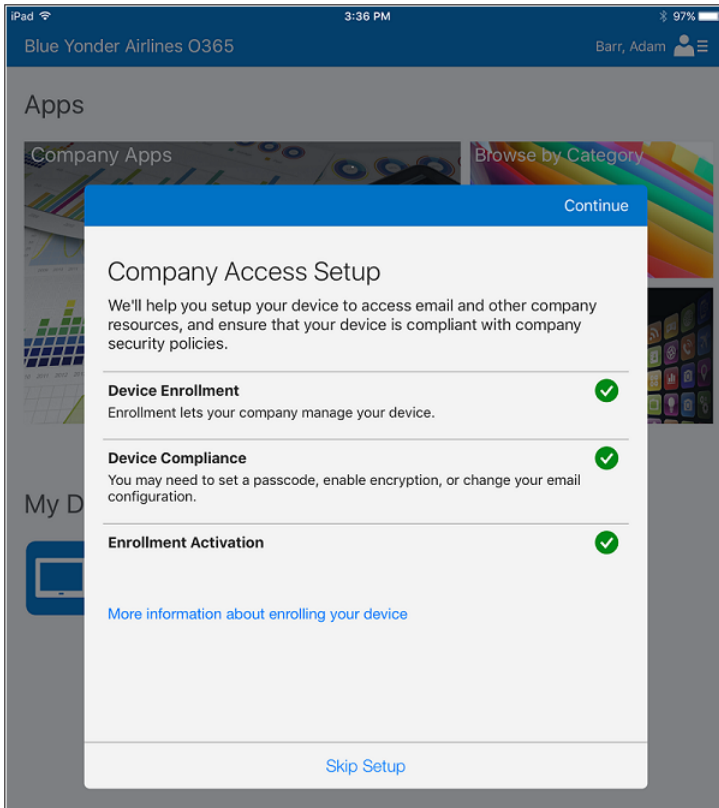 iPad 3:36 PM 97%
Blue Yonder Airlines O365 Barr, Adam
Apps
Company Apps Browse by Category
Continue
Company Access Setup
We'll help you setup your device to access email and other company
resources, and ensure that your device is compliant with company
security policies.
Device Enrollment
Enrollment lets your company manage your device.
Device Compliance
You may need to set a passcode, enable encryption, or change your email
configuration.
My D
Enrollment Activation
More information about enrolling your device
Skip Setup